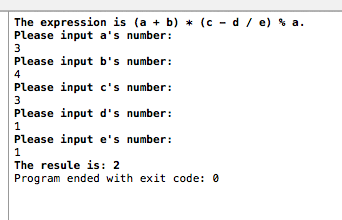 The expression is (a + b) * (c - d / e) % a.
Please input a's number:
3
Please input b's number:
4
Please input c's number:
3
Please input d's number:
1
Please input e's number:
1
The resule is: 2
Program ended with exit code: 0